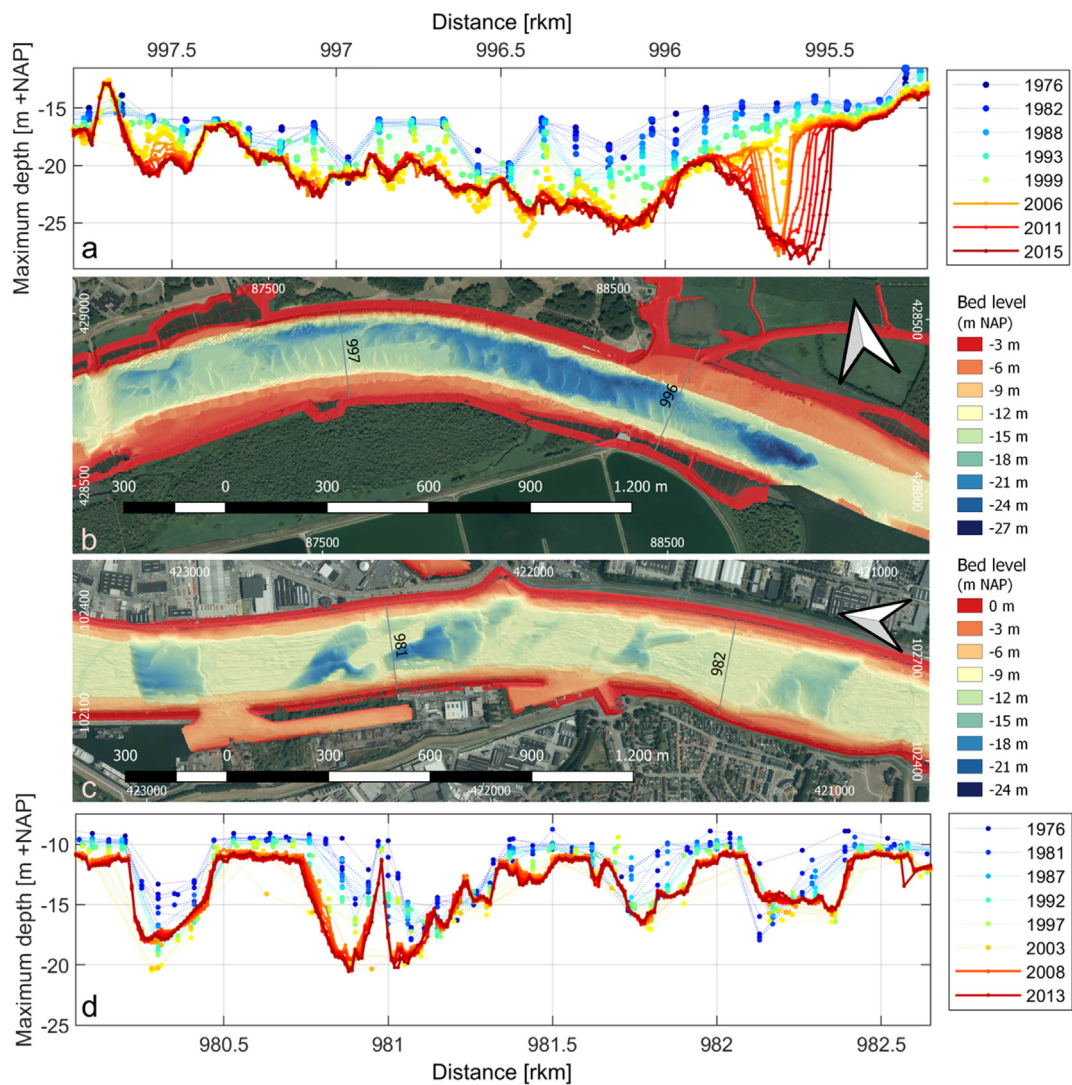 Distance [rkm]
997.5 997 996.5 996 995.5
Maximum depth [m +NAP]
-15
-20
-25
a
1976
1982
1988
1993
1999
2006
2011
2015
87500 88500
429000 428500
997 996
428500 428000
300 0 300 600 900 1.200 m
b
87500 88500
Bed level
(m NAP)
-3 m
-6 m
-9 m
-12 m
-15 m
-18 m
-21 m
-24 m
-27 m
423000 422000 421000
102400 102700
981 982
102100 102400
300 0 300 600 900 1.200 m
c
423000 422000 421000
Bed level
(m NAP)
0 m
-3 m
-6 m
-9 m
-12 m
-15 m
-18 m
-21 m
-24 m
Maximum depth [m +NAP]
-10
-15
-20
-25
d
1976
1981
1987
1992
1997
2003
2008
2013
980.5 981 981.5 982 982.5
Distance [rkm]